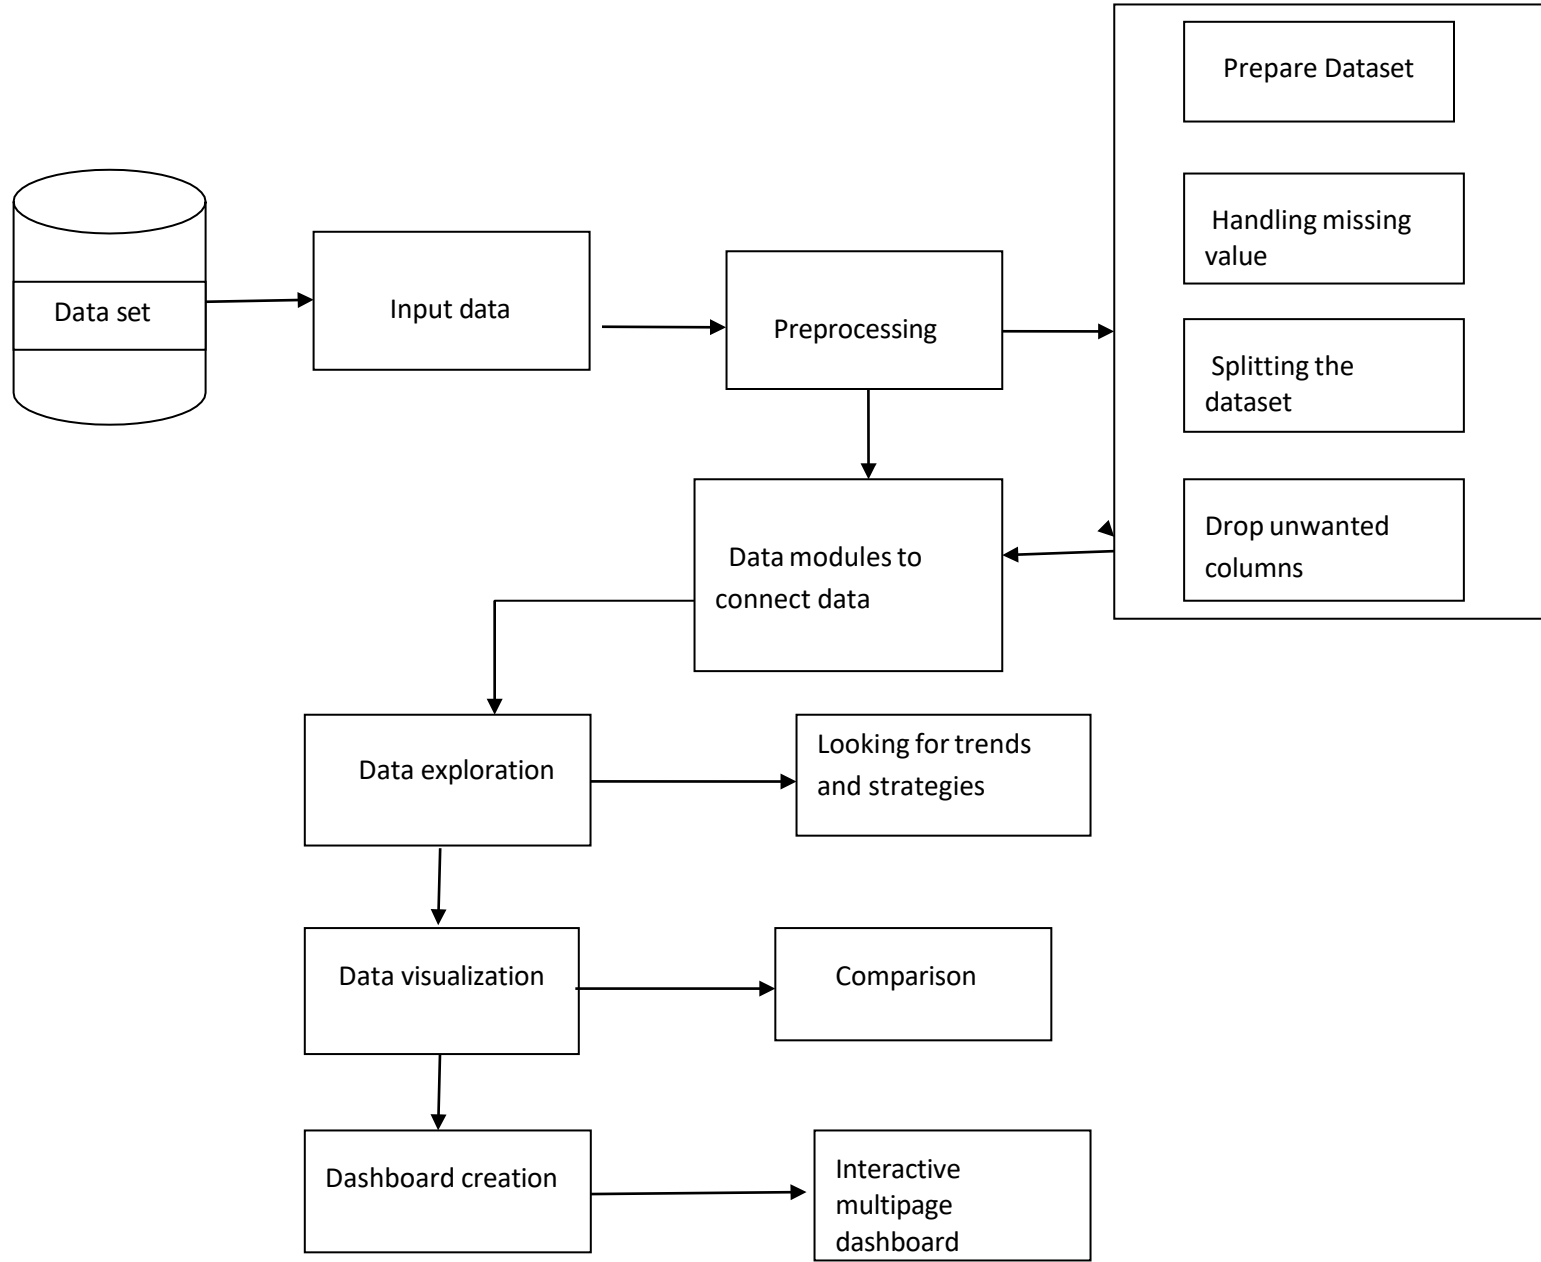 Prepare Dataset
Handling missing
value
Data set
Input data
Preprocessing
Splitting the
dataset
Data modules to
connect data
Drop unwanted
columns
Data exploration
Looking for trends
and strategies
Data visualization
Comparison
Dashboard creation
Interactive
multipage
dashboard